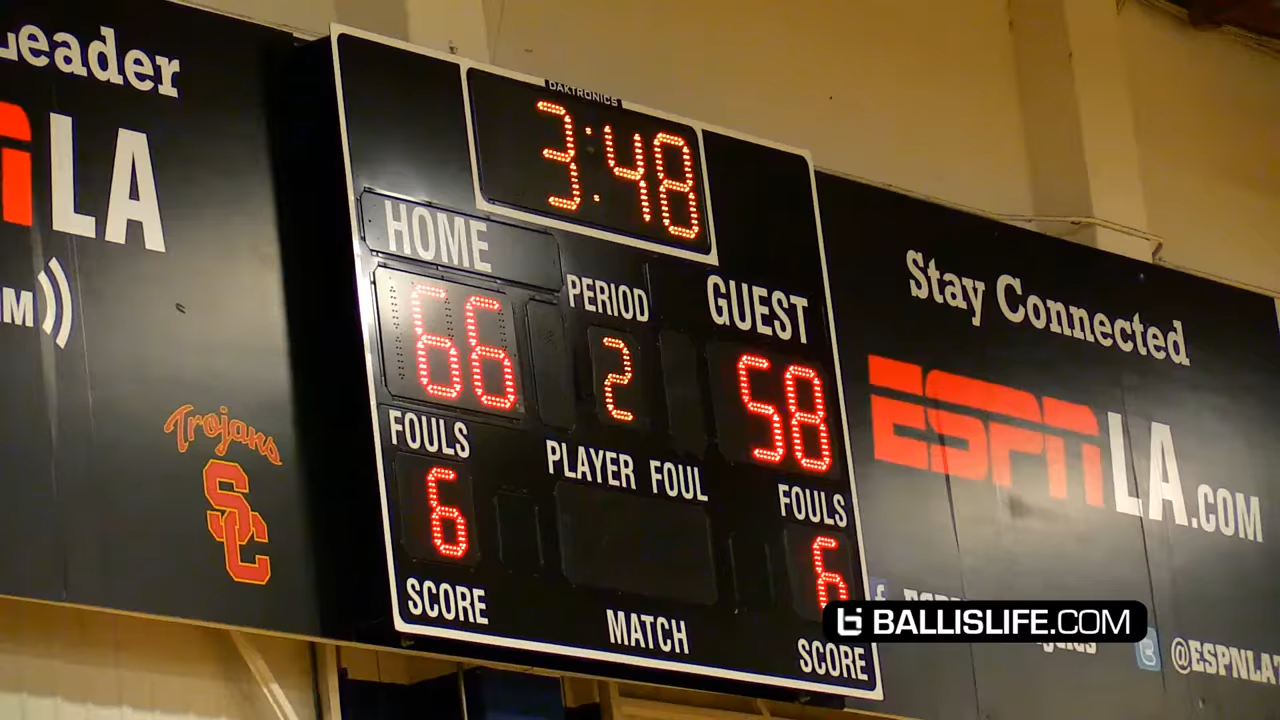 Leader
LA
M
Trojans
SC
DAKTRONICS
3:48
HOME
PERIOD
GUEST
66
2
58
FOULS
PLAYER FOUL
FOULS
6
6
SCORE
MATCH
SCORE
Stay Connected
ESPN LA.COM
f
BALLISLIFE.COM
@ESPNLA7